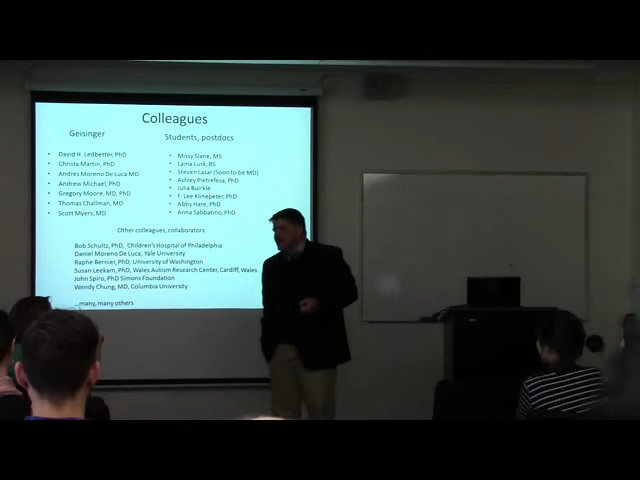 Colleagues
Geisinger
David H. Ledbetter, PhD
Christa Martin, PhD
Andres Moreno De Luca MD
Andrew Michael, PhD
Gregory Moore, MD, PhD
Thomas Challman, MD
Scott Myers, MD
Students, postdocs
Missy Slane, MS
Laina Lusk, BS
Steven Lazar (Soon to be MD)
Ashley Pietrefesa, PhD
Julia Buirkle
F. Lee Klinepeter, PhD
Abby Hare, PhD
Anna Sabbatino, PhD
Other colleagues, collaborators
Bob Schultz, PhD, Children's Hospital of Philadelphia
Daniel Moreno De Luca, Yale University
Raphe Bernier, PhD, University of Washington
Susan Leekam, PhD, Wales Autism Research Center, Cardiff, Wales
John Spiro, PhD Simons Foundation
Wendy Chung, MD, Columbia University
...many, many others